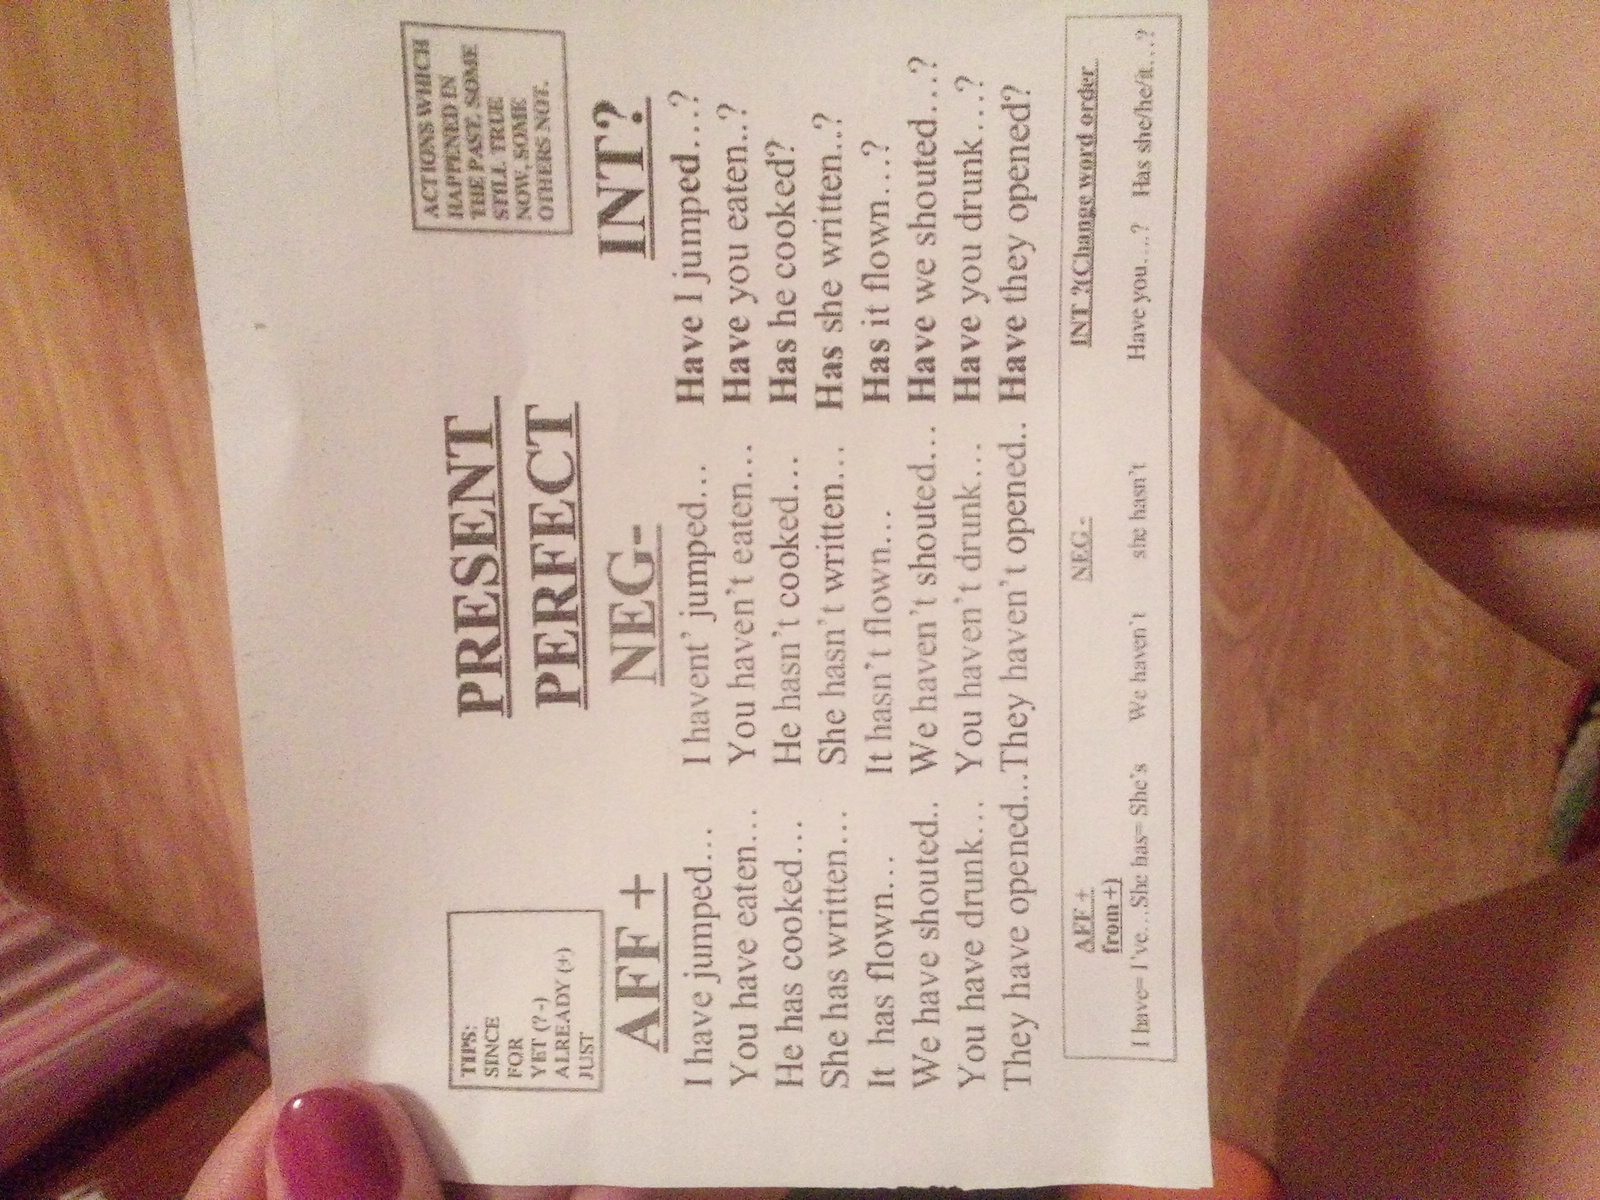 TIPS:
SINCE
FOR
YET (? -)
ALREADY (+)
JUST
PRESENT
PERFECT
ACTIONS WHICH
HAPPENED IN
THE PAST. SOME
STILL TRUE
NOW, SOME
OTHERS NOT.
AFF + NEG- INT?
I have jumped… I havent' jumped… Have I jumped…?
You have eaten… You haven't eaten… Have you eaten..?
He has cooked… He hasn't cooked… Has he cooked?
She has written… She hasn't written… Has she written..?
It has flown… It hasn't flown… Has it flown…?
We have shouted.. We haven't shouted… Have we shouted…?
You have drunk… You haven't drunk… Have you drunk…?
They have opened…They haven't opened.. Have they opened?
AFF + NEG - INT ?(Change word order
from +)
I have= I've…She has= She's We haven't she hasn't Have you….? Has she/he/it…?